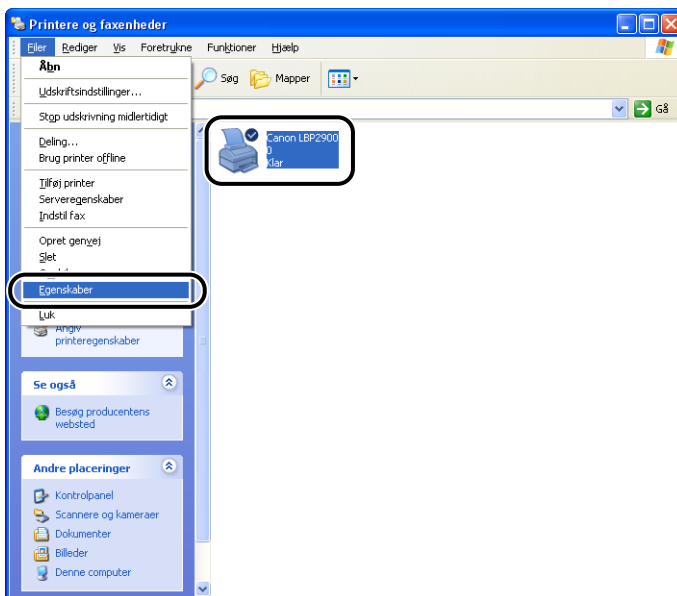 Printere og faxenheder
Filer Rediger Vis Foretrukne Funktioner Hjælp
Søg Mapper
Gå
Åbn
Udskriftsindstillinger...
Stop udskrivning midlertidigt
Deling...
Brug printer offline
Tilføj printer
Serveregenskaber
Indstil fax
Opret genvej
Slet
Egenskaber
Luk
Canon LBP2900
0
Klar
Angiv
printeregenskaber
Se også
Besøg producentens
websted
Andre placeringer
Kontrolpanel
Scannere og kameraer
Dokumenter
Billeder
Denne computer